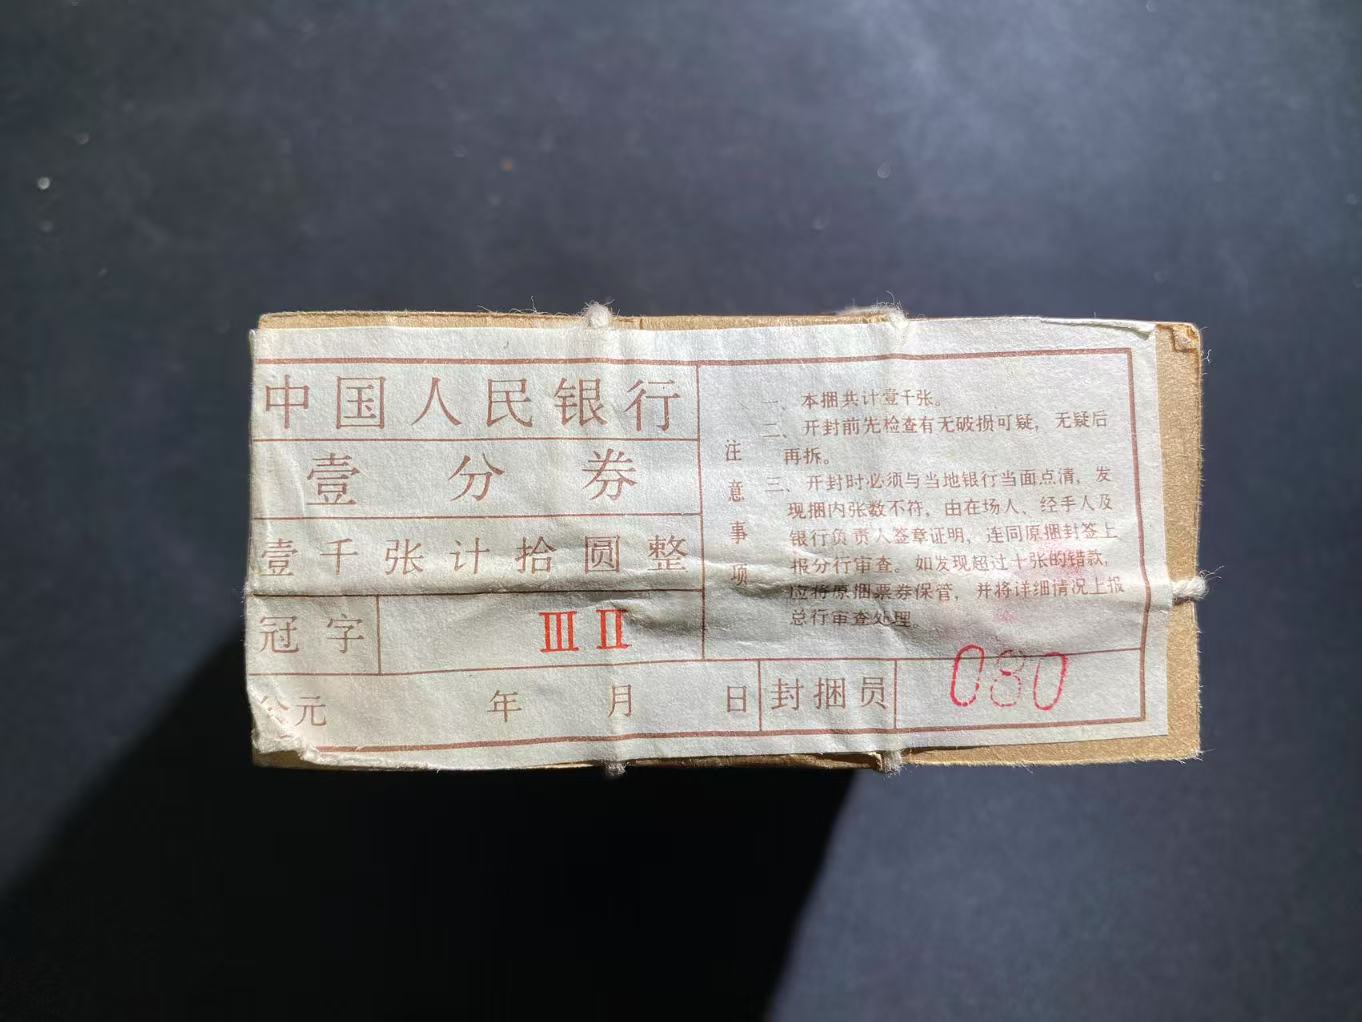 中国人民银行
壹分券
壹千张计拾圆整
冠字 ⅢⅡ
公元 年 月 日
封捆员 080
注意事项
一、本捆共计壹千张。
二、开封前先检查有无破损可疑，无疑后
再拆。
三、开封时必须与当地银行当面点清，发
现捆内张数不符，由在场人、经手人及
银行负责人签章证明，连同原捆封签上
报分行审查。如发现超过十张的错款，
应将原捆票券保管，并将详细情况上报
总行审查处理。